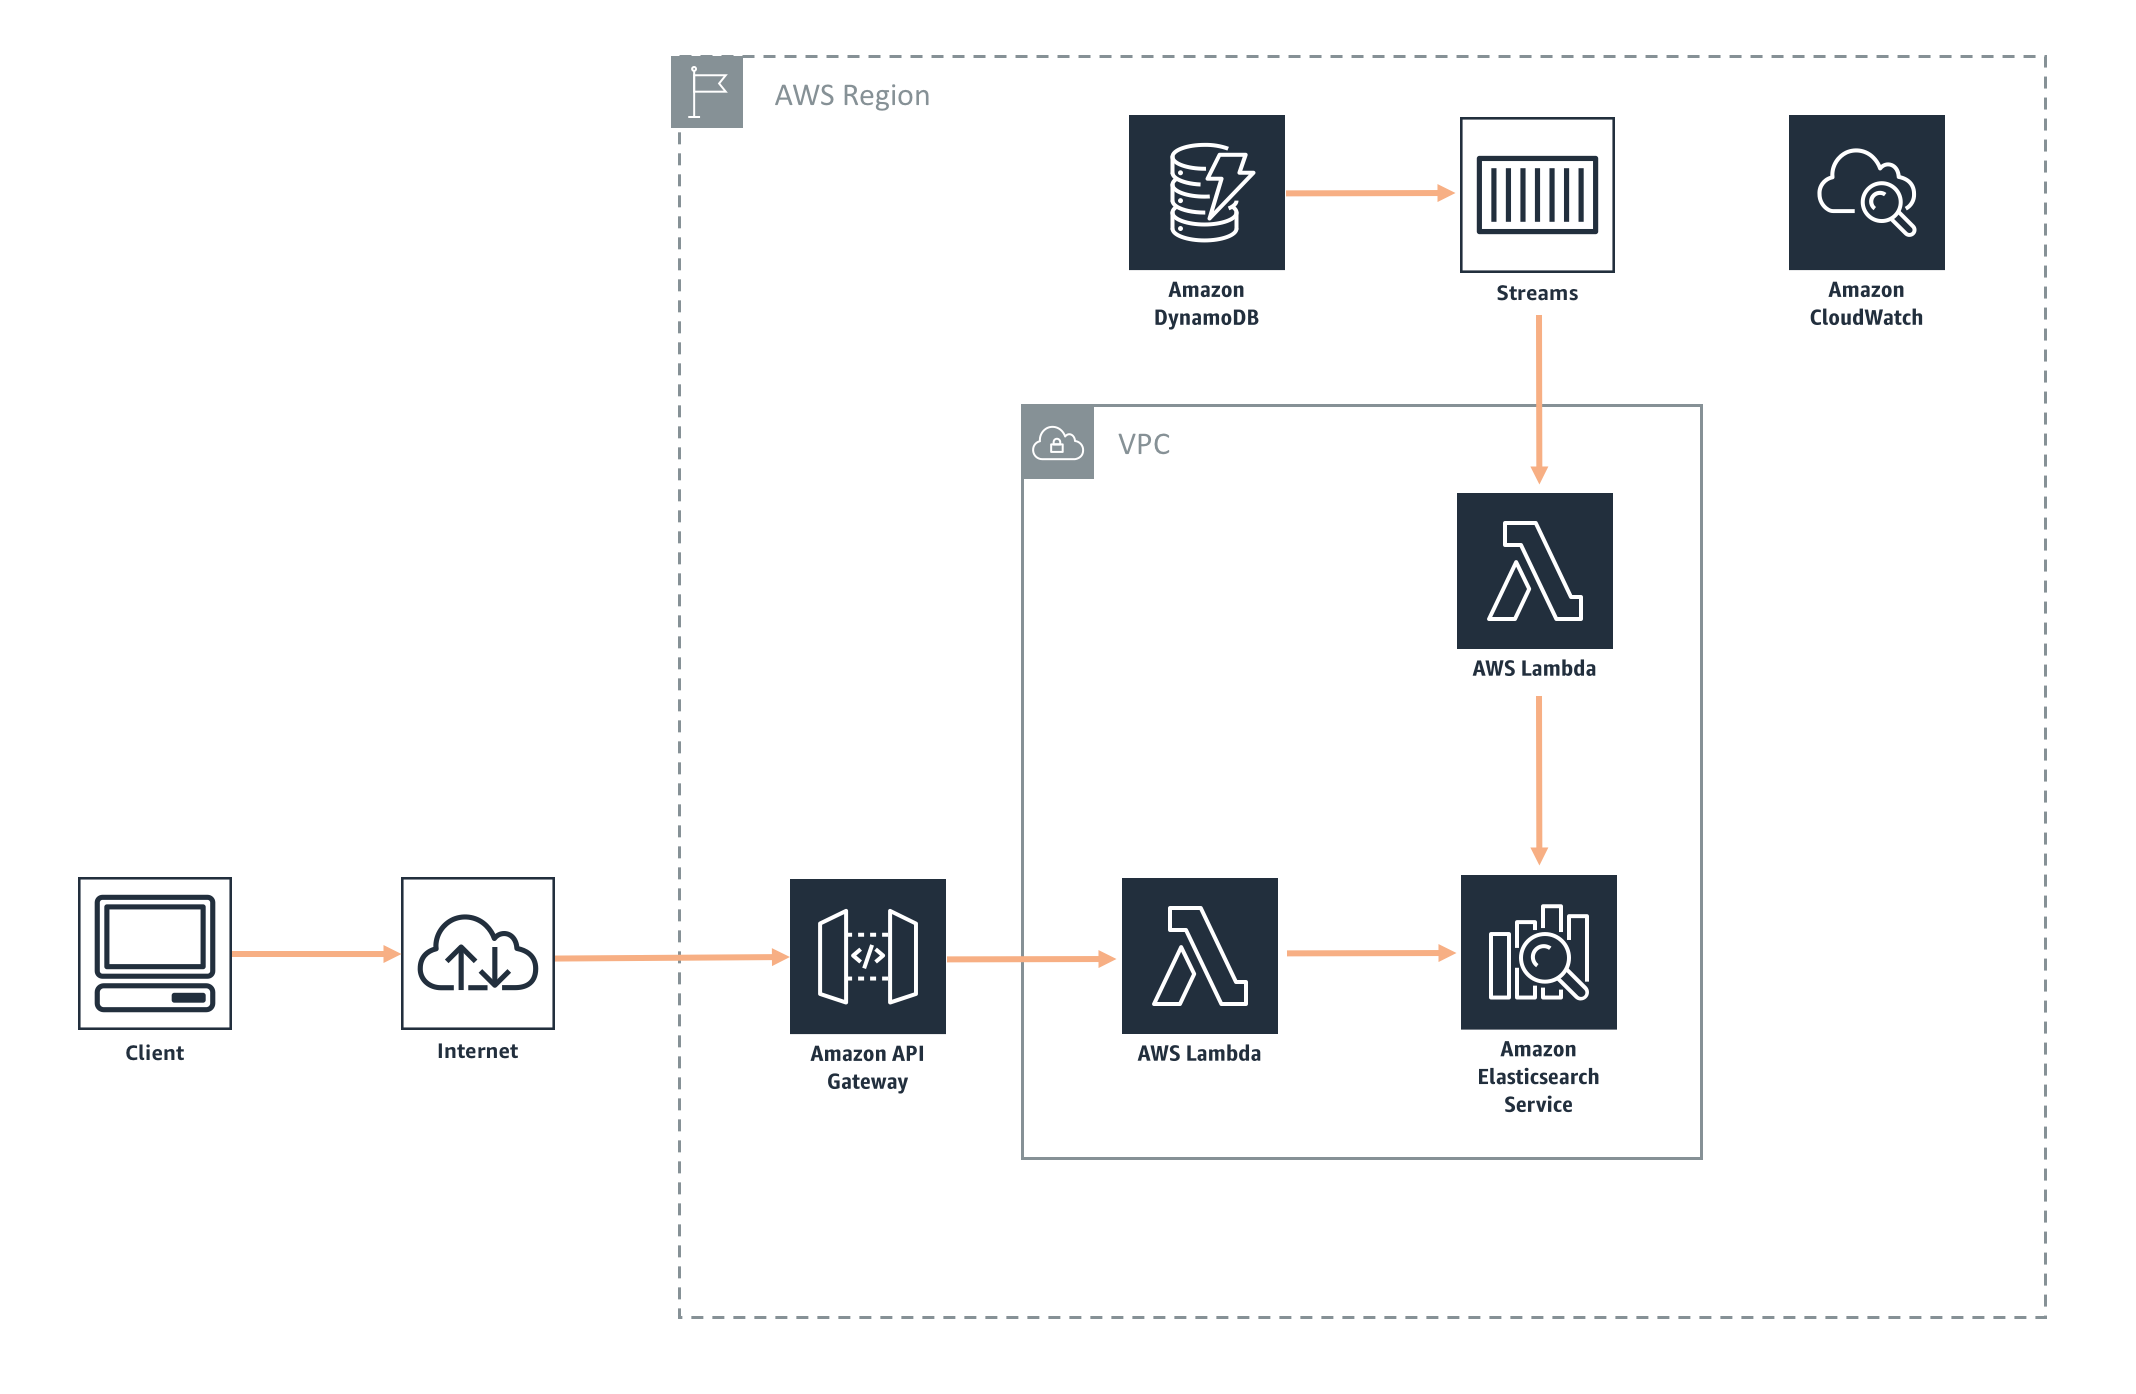 AWS Region
Amazon
DynamoDB
Streams
Amazon
CloudWatch
VPC
AWS Lambda
Client
Internet
Amazon API
Gateway
</>
AWS Lambda
Amazon
Elasticsearch
Service